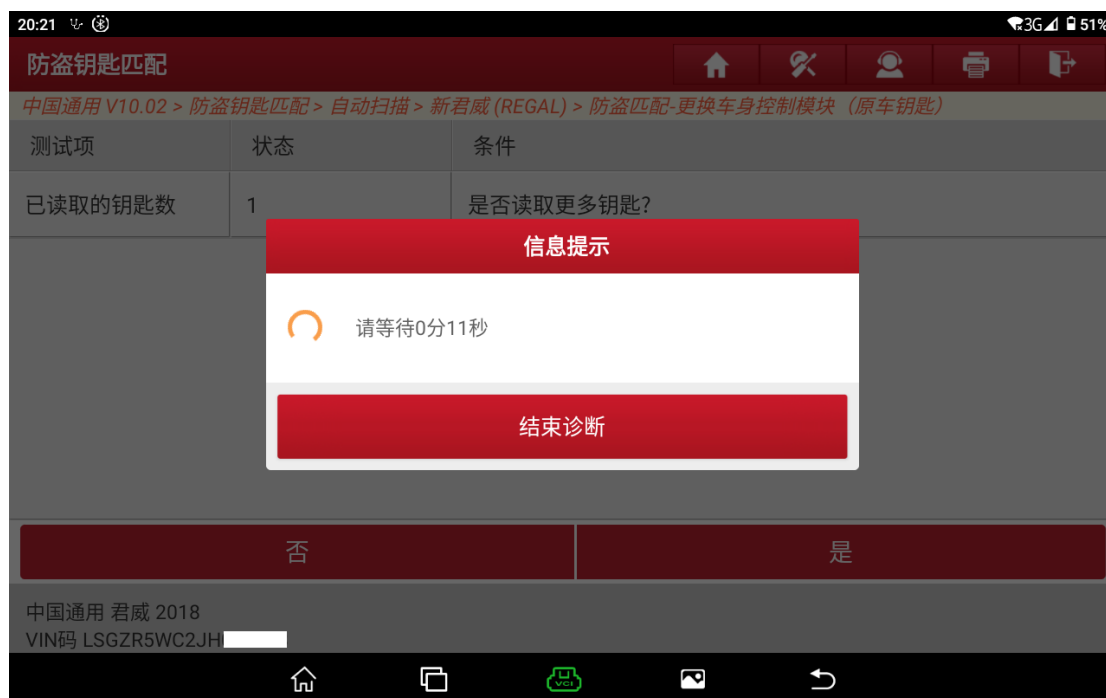 20:21 3G 51%
防盗钥匙匹配
中国通用 V10.02 > 防盗钥匙匹配 > 自动扫描 > 新君威 (REGAL) > 防盗匹配-更换车身控制模块（原车钥匙）
测试项 状态 条件
已读取的钥匙数 1 是否读取更多钥匙?
信息提示
请等待0分11秒
结束诊断
否 是
中国通用 君威 2018
VIN码 LSGZR5WC2JH
VCI